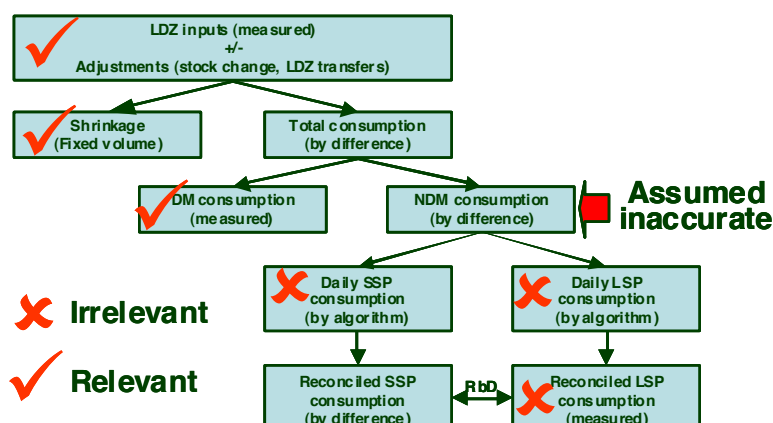 LDZ inputs (measured)
+/-
Adjustments (stock change, LDZ transfers)
Shrinkage
(Fixed volume)
Total consumption
(by difference)
DM consumption
(measured)
NDM consumption
(by difference)
Assumed
inaccurate
Daily SSP
consumption
(by algorithm)
Daily LSP
consumption
(by algorithm)
Irrelevant
Relevant
Reconciled SSP
consumption
(by difference)
RbD
Reconciled LSP
consumption
(measured)